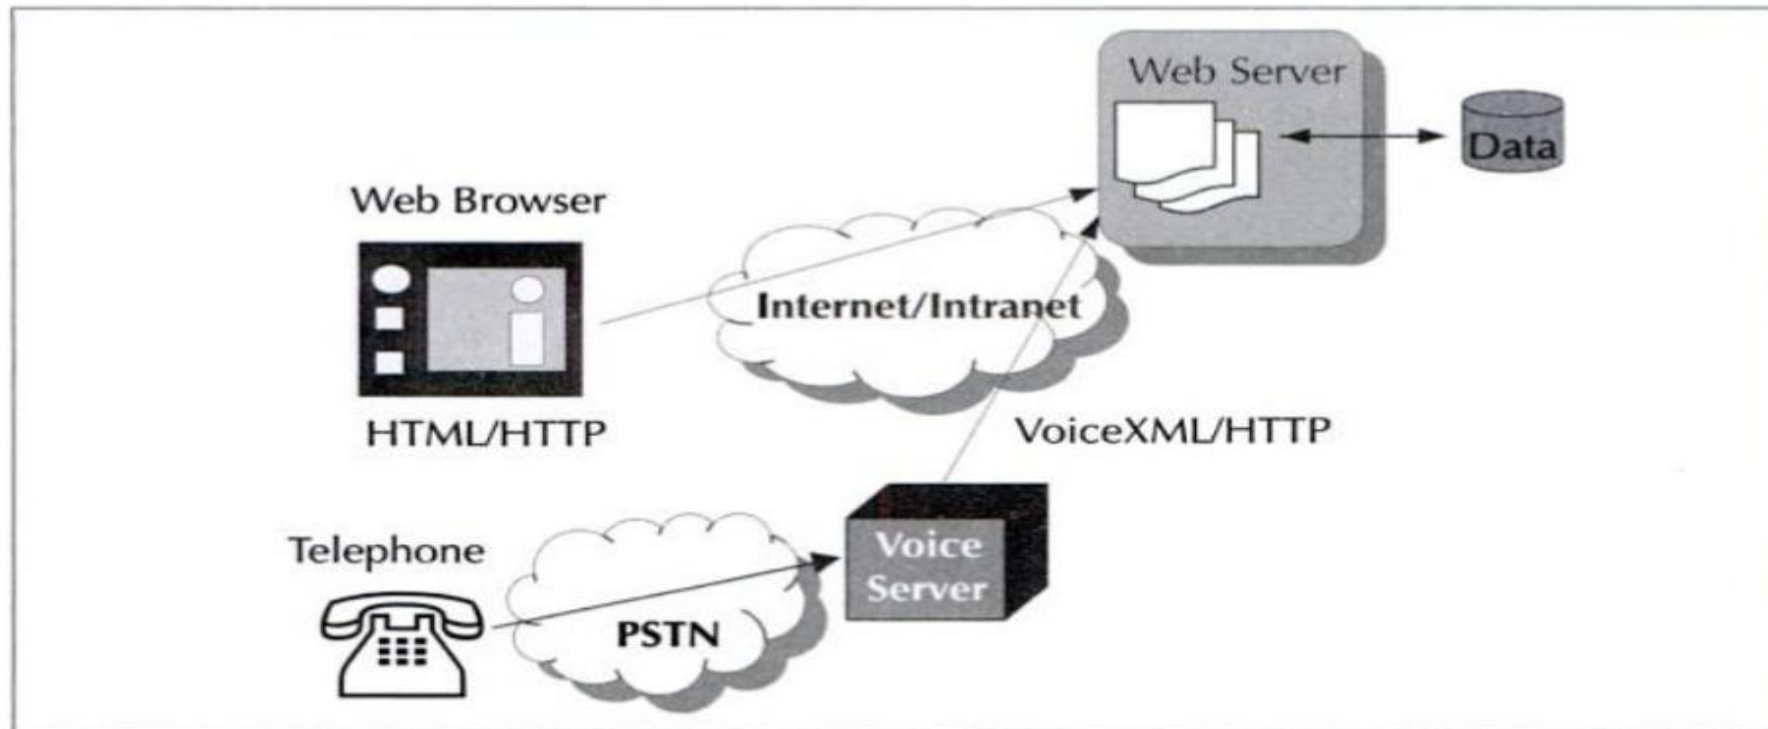 Web Server
Data
Web Browser
Internet/Intranet
HTML/HTTP
VoiceXML/HTTP
Telephone
Voice
Server
PSTN